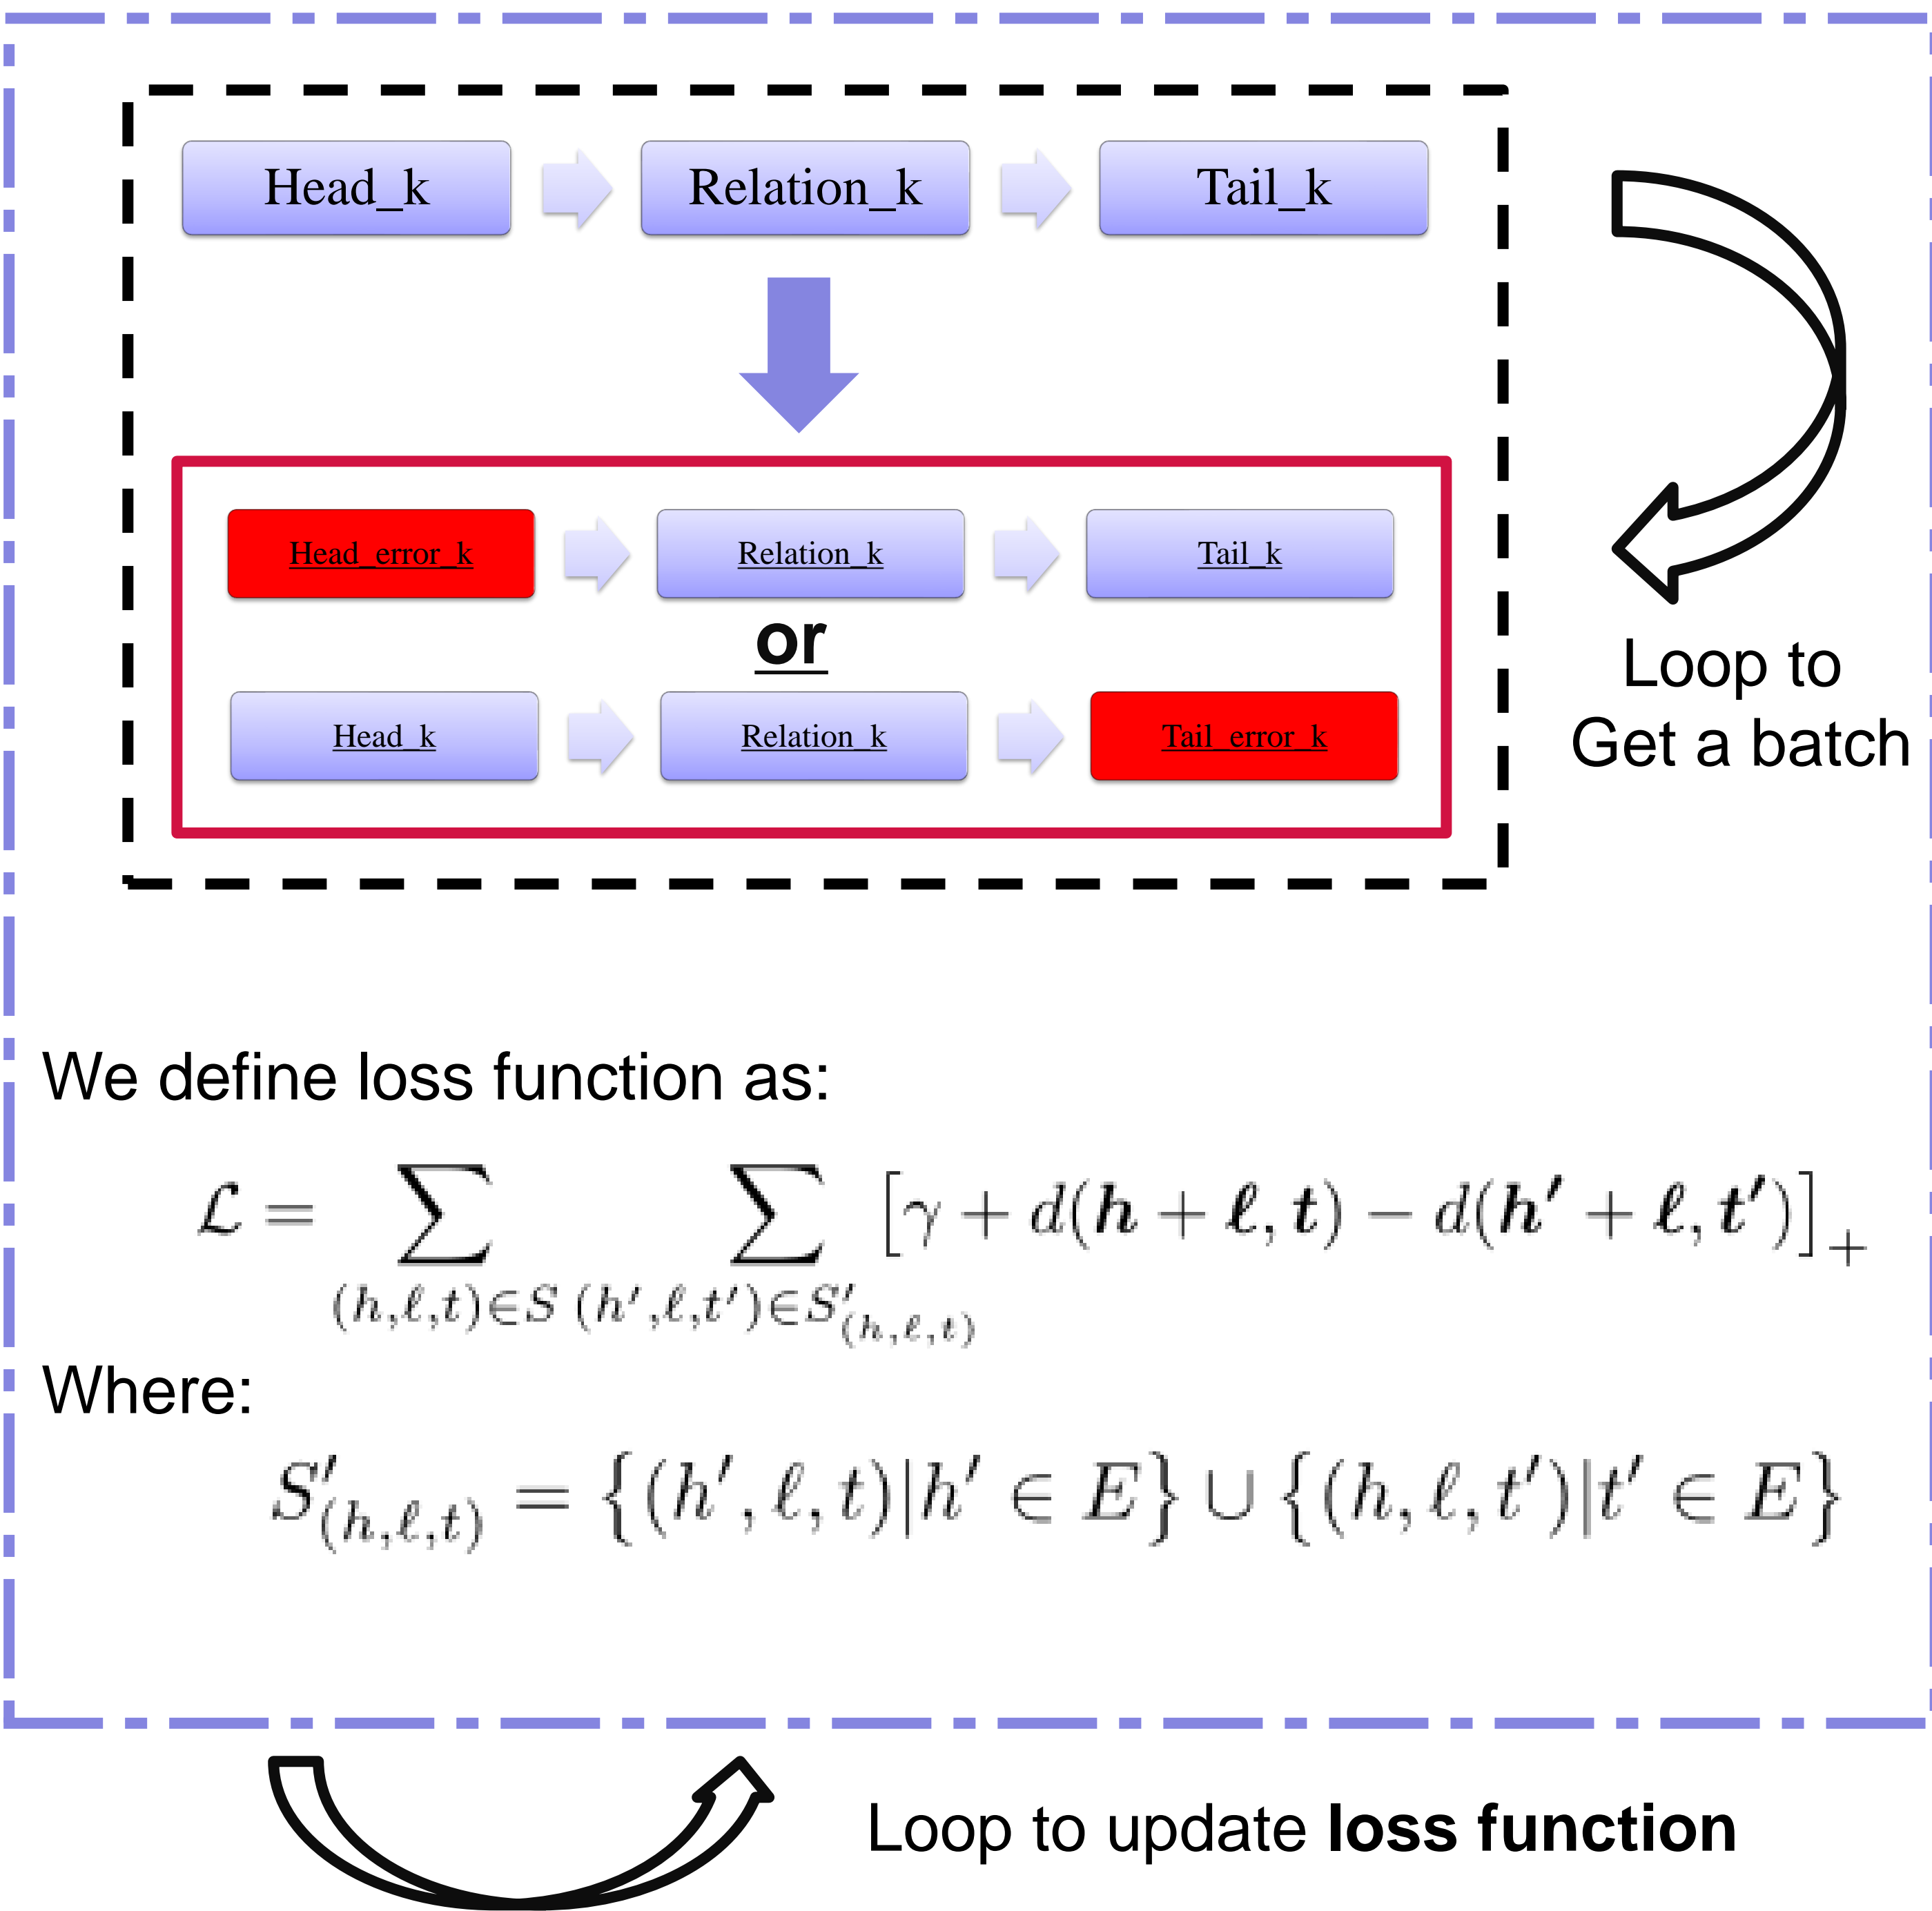 Head_k Relation_k Tail_k
Head_error_k Relation_k Tail_k
or
Head_k Relation_k Tail_error_k
Loop to
Get a batch
We define loss function as:
ℒ = ∑_{(h,ℓ,t)∈S} ∑_{(h′,ℓ,t′)∈S′_{(h,ℓ,t)}} [γ + d(h + ℓ, t) − d(h′ + ℓ, t′)]_+
Where:
S′_{(h,ℓ,t)} = {(h′, ℓ, t)|h′ ∈ E} ∪ {(h, ℓ, t′)|t′ ∈ E}
Loop to update loss function